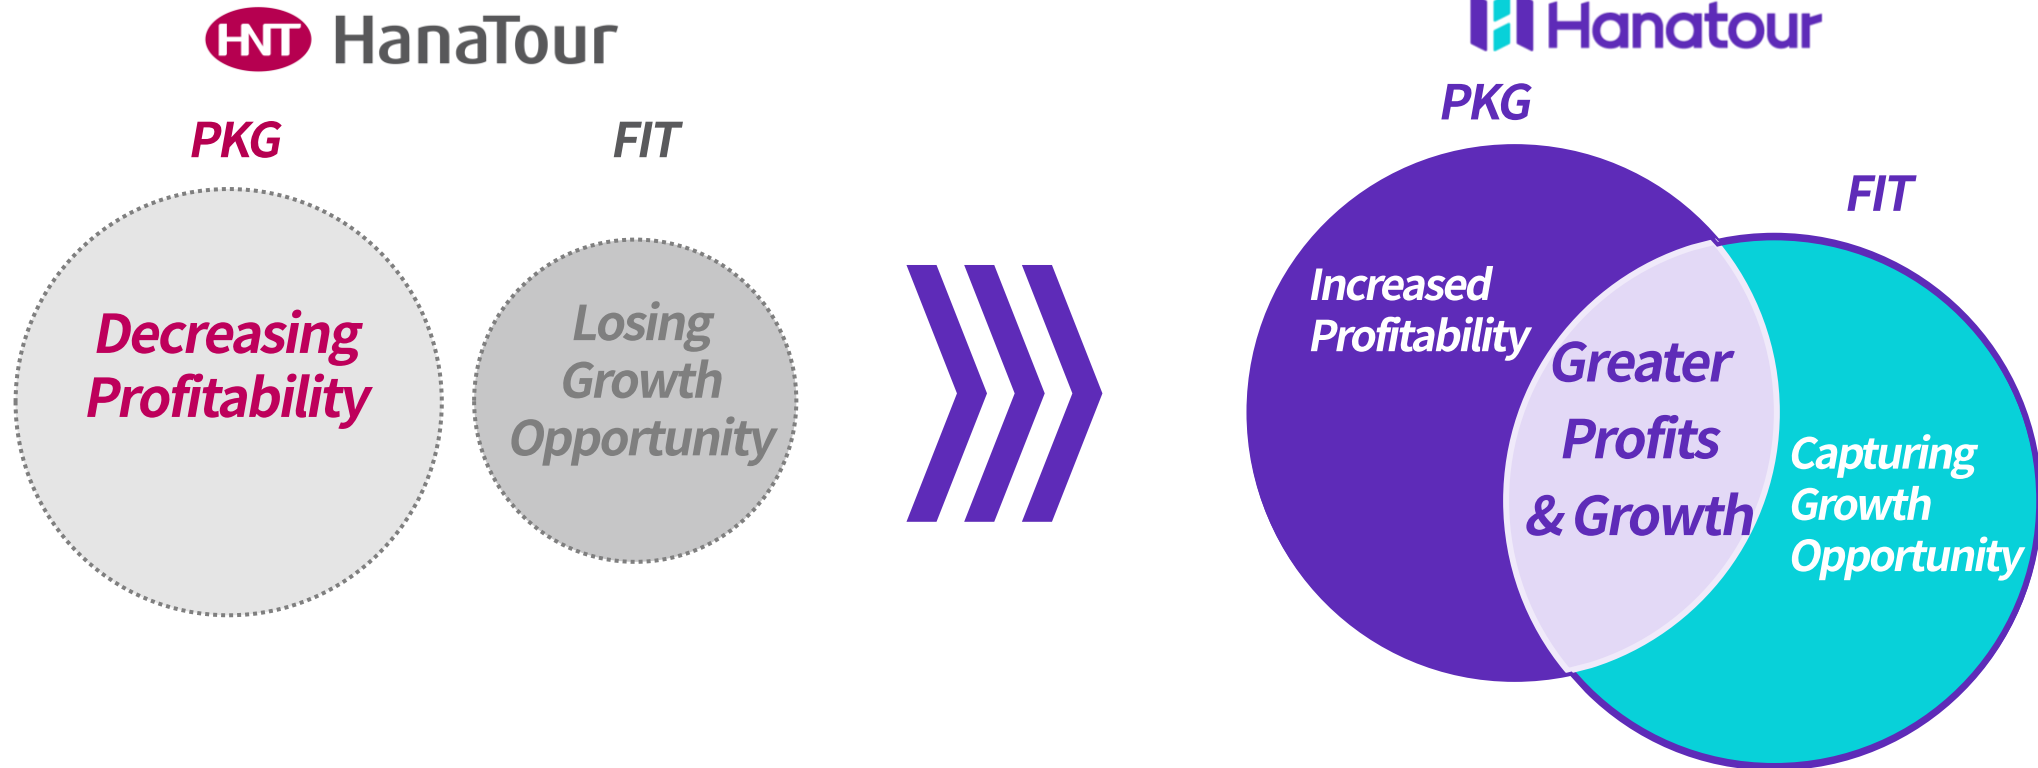 HNT HanaTour
PKG
FIT
Decreasing
Profitability
Losing
Growth
Opportunity
Hanatour
PKG
FIT
Increased
Profitability
Greater
Profits
& Growth
Capturing
Growth
Opportunity